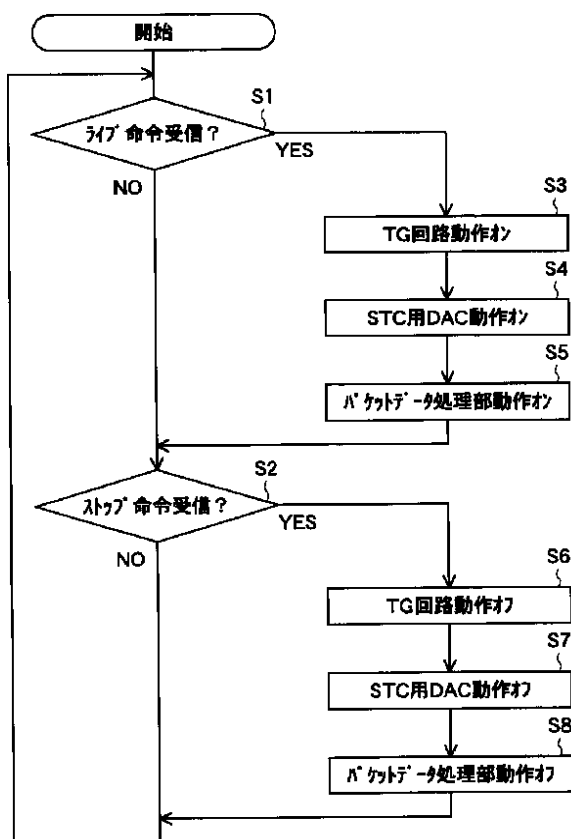 開始
S1
ライブ命令受信？
YES
NO
S3
TG回路動作オン
S4
STC用DAC動作オン
S5
パケットデータ処理部動作オン
S2
ストップ命令受信？
YES
NO
S6
TG回路動作オフ
S7
STC用DAC動作オフ
S8
パケットデータ処理部動作オフ